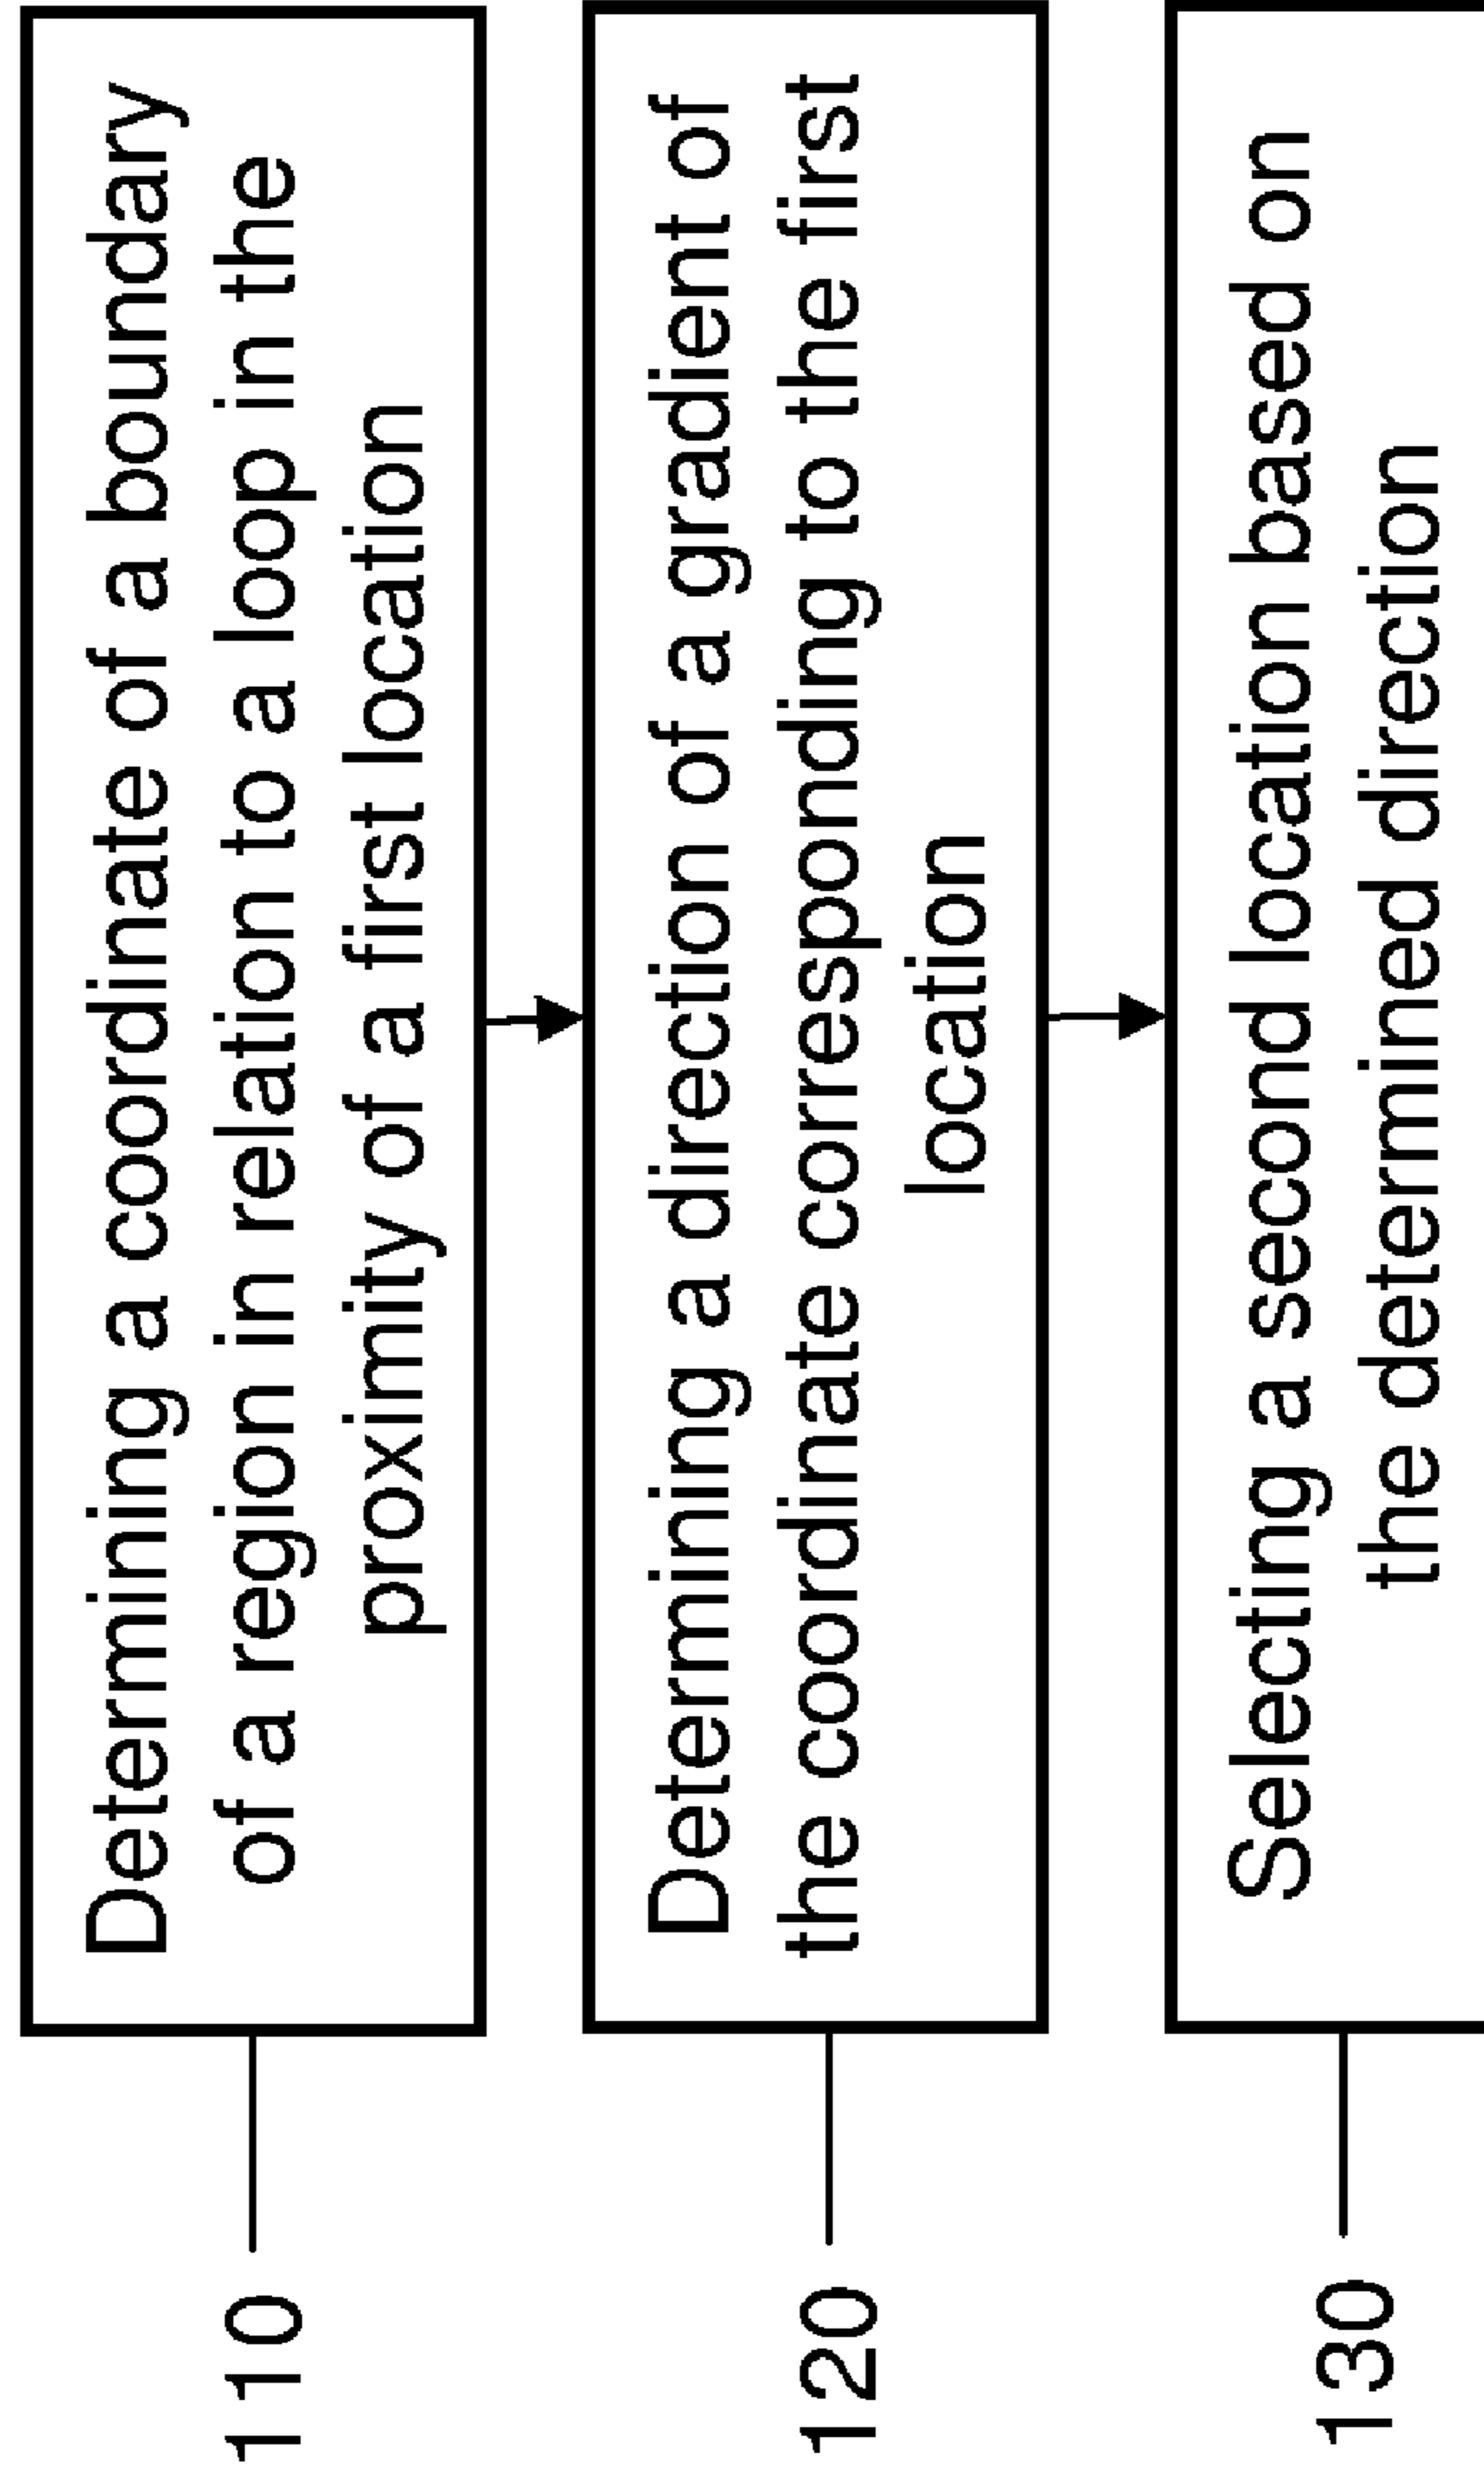 110
Determining a coordinate of a boundary
of a region in relation to a loop in the
proximity of a first location
120
Determining a direction of a gradient of
the coordinate corresponding to the first
location
130
Selecting a second location based on
the determined direction